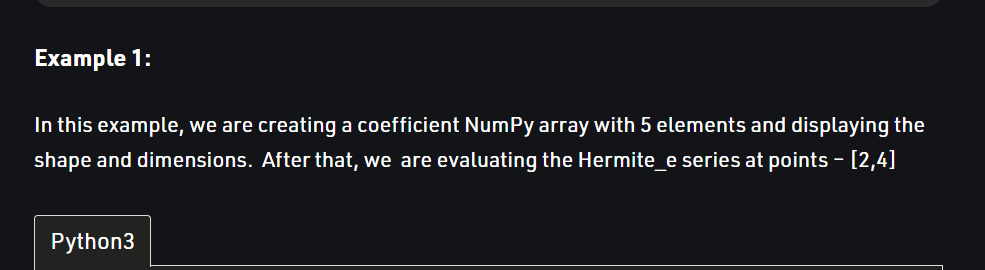 Example 1:
In this example, we are creating a coefficient NumPy array with 5 elements and displaying the
shape and dimensions.  After that, we  are evaluating the Hermite_e series at points – [2,4]
Python3